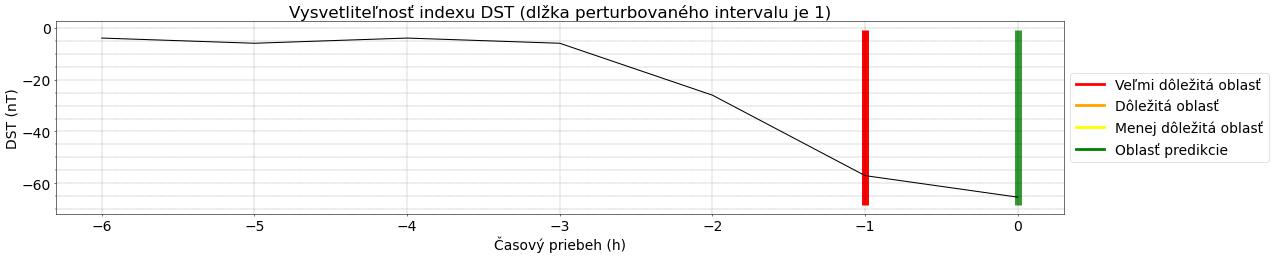 Vysvetliteľnosť indexu DST (dĺžka perturbovaného intervalu je 1)
DST (nT)
0
−20
−40
−60
−6
−5
−4
−3
−2
−1
0
Časový priebeh (h)
Veľmi dôležitá oblasť
Dôležitá oblasť
Menej dôležitá oblasť
Oblasť predikcie